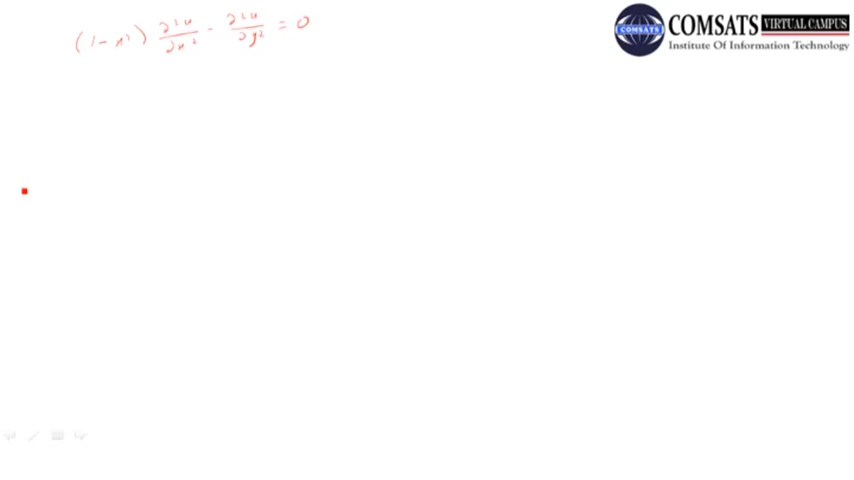 (1-x²) ∂²u/∂x² - ∂²u/∂y² = 0
COMSATS COMSATS VIRTUAL CAMPUS
Institute Of Information Technology